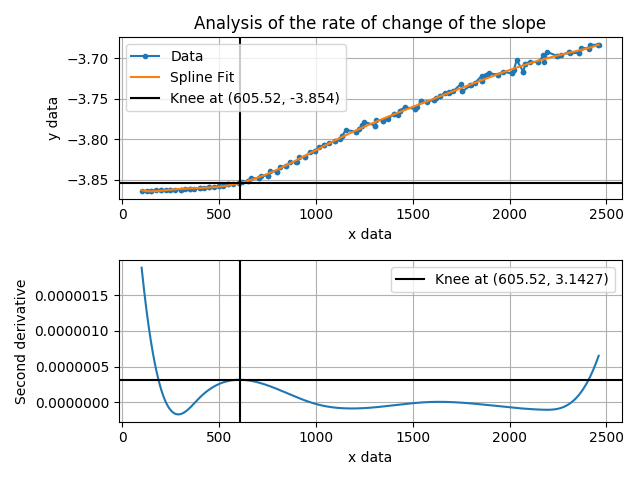 Analysis of the rate of change of the slope
Data
Spline Fit
Knee at (605.52, -3.854)
y data
−3.70
−3.75
−3.80
−3.85
0 500 1000 1500 2000 2500
x data
Knee at (605.52, 3.1427)
Second derivative
0.0000015
0.0000010
0.0000005
0.0000000
0 500 1000 1500 2000 2500
x data